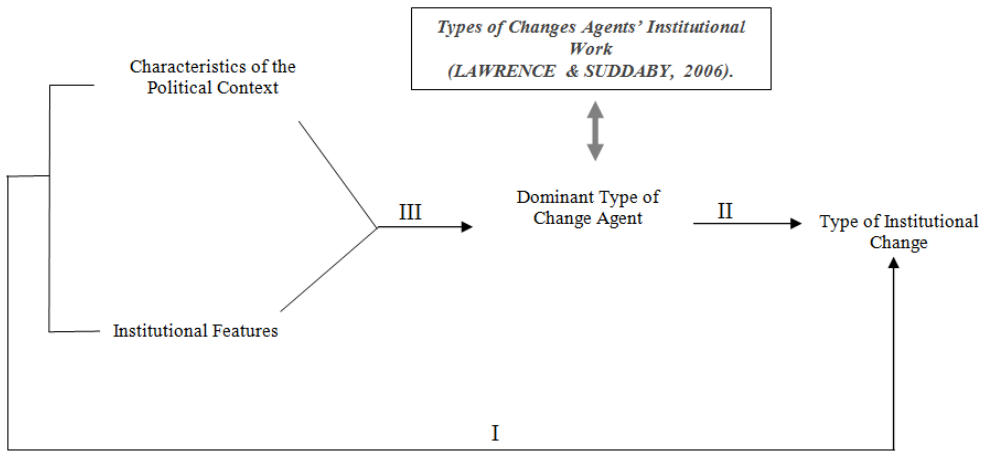 Types of Changes Agents' Institutional
Work
(LAWRENCE & SUDDABY, 2006).
Characteristics of the
Political Context
III
Dominant Type of
Change Agent
II
Type of Institutional
Change
Institutional Features
I